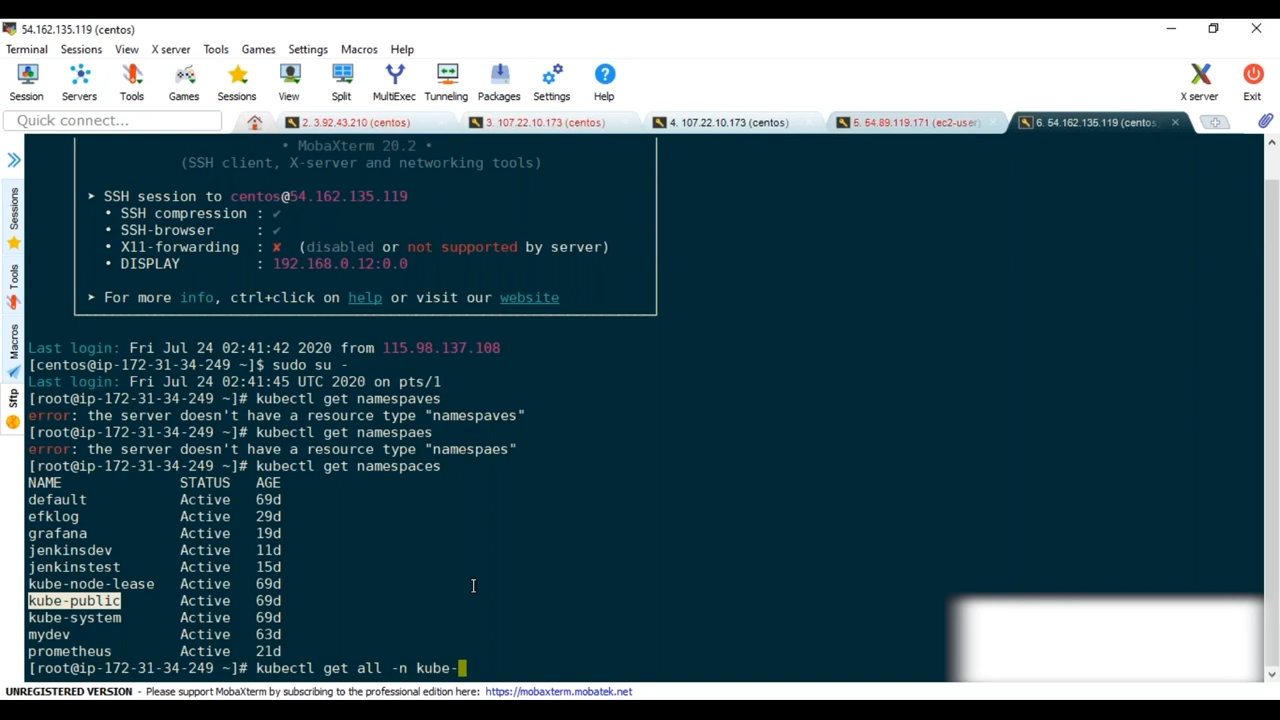 54.162.135.119 (centos)
Terminal Sessions View X server Tools Games Settings Macros Help
Session Servers Tools Games Sessions View Split MultiExec Tunneling Packages Settings Help X server Exit
Quick connect... 2. 3.92.43.210 (centos) 3. 107.22.10.173 (centos) 4. 107.22.10.173 (centos) 5. 54.89.119.171 (ec2-user) 6. 54.162.135.119 (centos)
Sessions
Tools
Macros
Sftp
• MobaXterm 20.2 •
(SSH client, X-server and networking tools)
➤ SSH session to centos@54.162.135.119
• SSH compression : ✔
• SSH-browser : ✔
• X11-forwarding : ✘ (disabled or not supported by server)
• DISPLAY : 192.168.0.12:0.0
➤ For more info, ctrl+click on help or visit our website
Last login: Fri Jul 24 02:41:42 2020 from 115.98.137.108
[centos@ip-172-31-34-249 ~]$ sudo su -
Last login: Fri Jul 24 02:41:45 UTC 2020 on pts/1
[root@ip-172-31-34-249 ~]# kubectl get namespaves
error: the server doesn't have a resource type "namespaves"
[root@ip-172-31-34-249 ~]# kubectl get namespaes
error: the server doesn't have a resource type "namespaes"
[root@ip-172-31-34-249 ~]# kubectl get namespaces
NAME STATUS AGE
default Active 69d
efklog Active 29d
grafana Active 19d
jenkinsdev Active 11d
jenkinstest Active 15d
kube-node-lease Active 69d
kube-public Active 69d
kube-system Active 69d
mydev Active 63d
prometheus Active 21d
[root@ip-172-31-34-249 ~]# kubectl get all -n kube-
UNREGISTERED VERSION - Please support MobaXterm by subscribing to the professional edition here: https://mobaxterm.mobatek.net